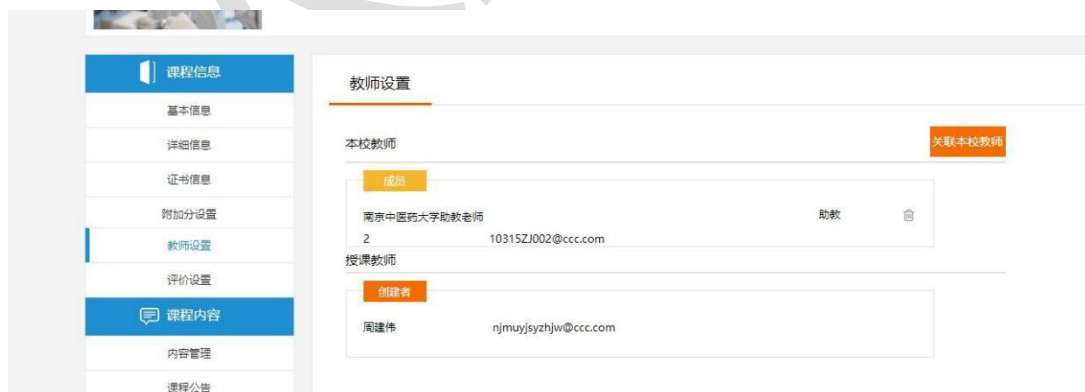 课程信息
基本信息
详细信息
证书信息
附加分设置
教师设置
评价设置
课程内容
内容管理
课程公告
教师设置
本校教师
关联本校教师
成员
南京中医药大学助教老师
2 10315ZJ002@ccc.com
助教
授课教师
创建者
周建伟 njmuyjsyzhjw@ccc.com